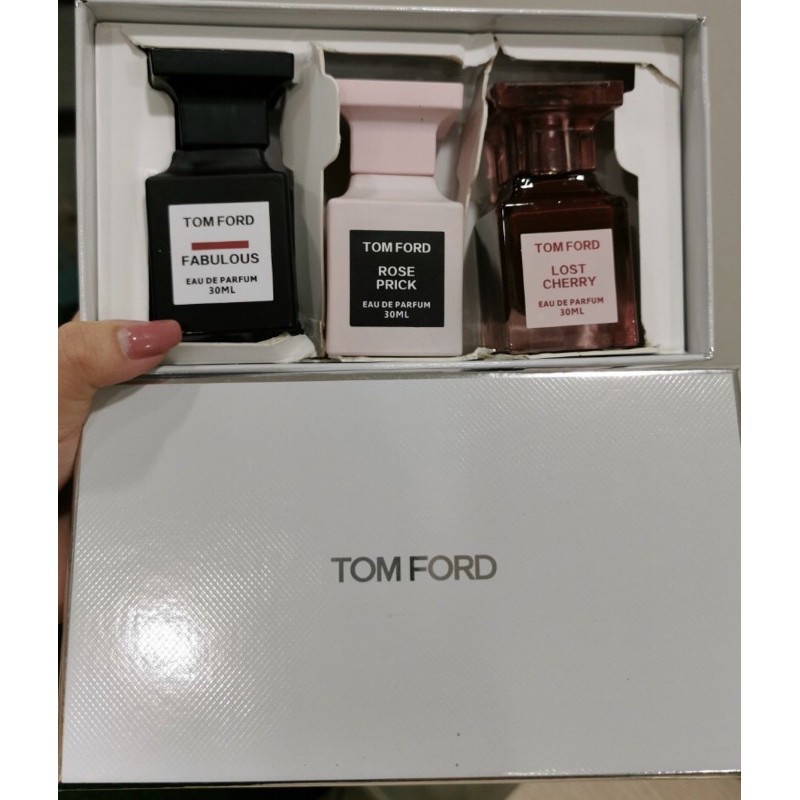 TOM FORD
FABULOUS
EAU DE PARFUM
30ML
TOM FORD
ROSE
PRICK
EAU DE PARFUM
30ML
TOM FORD
LOST
CHERRY
EAU DE PARFUM
30ML
TOM FORD